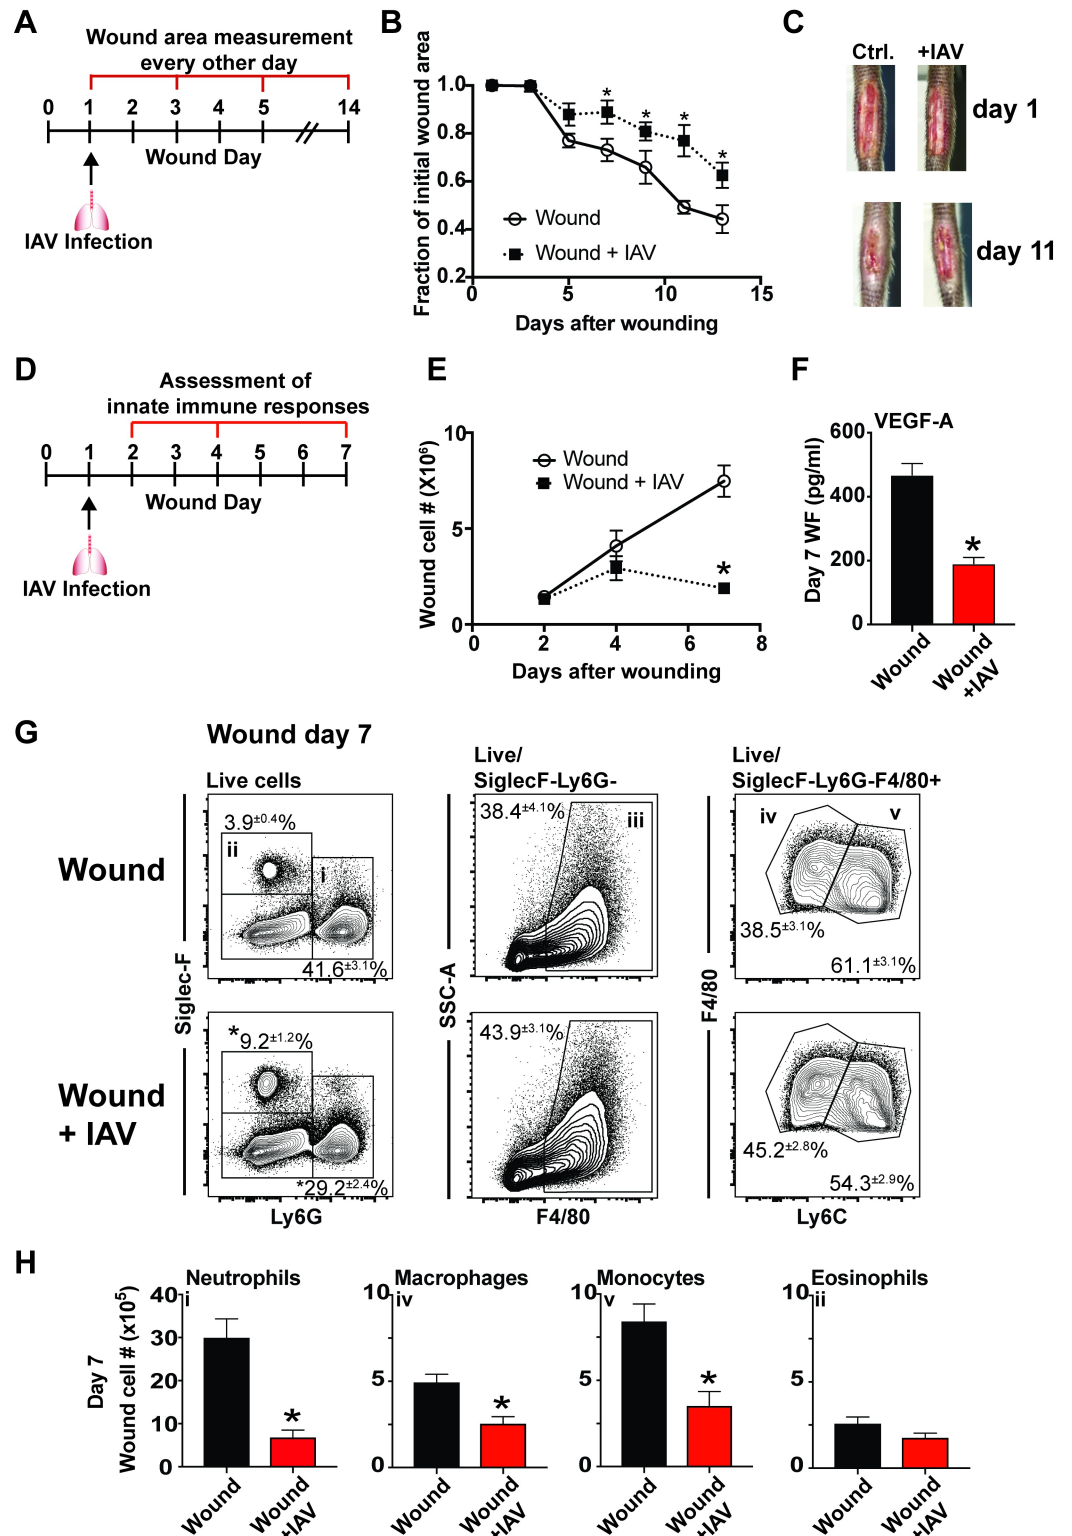 A
Wound area measurement
every other day
0 1 3 4 5 14
Wound Day
IAV Infection
B
Fraction of initial wound area
1.0
0.8
0.6
0.4
0.2
* * * *
Wound
Wound + IAV
0 5 10 15
Days after wounding
C
Ctrl. +IAV
day 1
day 11
D
Assessment of
innate immune responses
0 1 2 3 4 5 6 7
Wound Day
IAV Infection
E
Wound cell # (X10⁶)
10
5
0
Wound
Wound + IAV
*
0 2 4 6 8
Days after wounding
F
VEGF-A
Day 7 WF (pg/ml)
600
400
200
0
*
Wound
Wound
+IAV
G
Wound day 7
Live cells
Live/
SiglecF-Ly6G-
Live/
SiglecF-Ly6G-F4/80+
Wound
3.9±0.4%
ii
i
41.6±3.1%
38.4±4.1%
iii
iv
v
38.5±3.1%
61.1±3.1%
Siglec-F
SSC-A
F4/80
Wound
+ IAV
*9.2±1.2%
*29.2±2.4%
43.9±3.1%
45.2±2.8%
54.3±2.9%
Ly6G
F4/80
Ly6C
H
Day 7
Wound cell # (x10⁵)
Neutrophils
i
40
30
20
10
0
*
Wound
Wound
+IAV
Macrophages
iv
10
5
0
*
Wound
Wound
+IAV
Monocytes
v
10
5
0
*
Wound
Wound
+IAV
Eosinophils
ii
10
5
0
Wound
Wound
+IAV